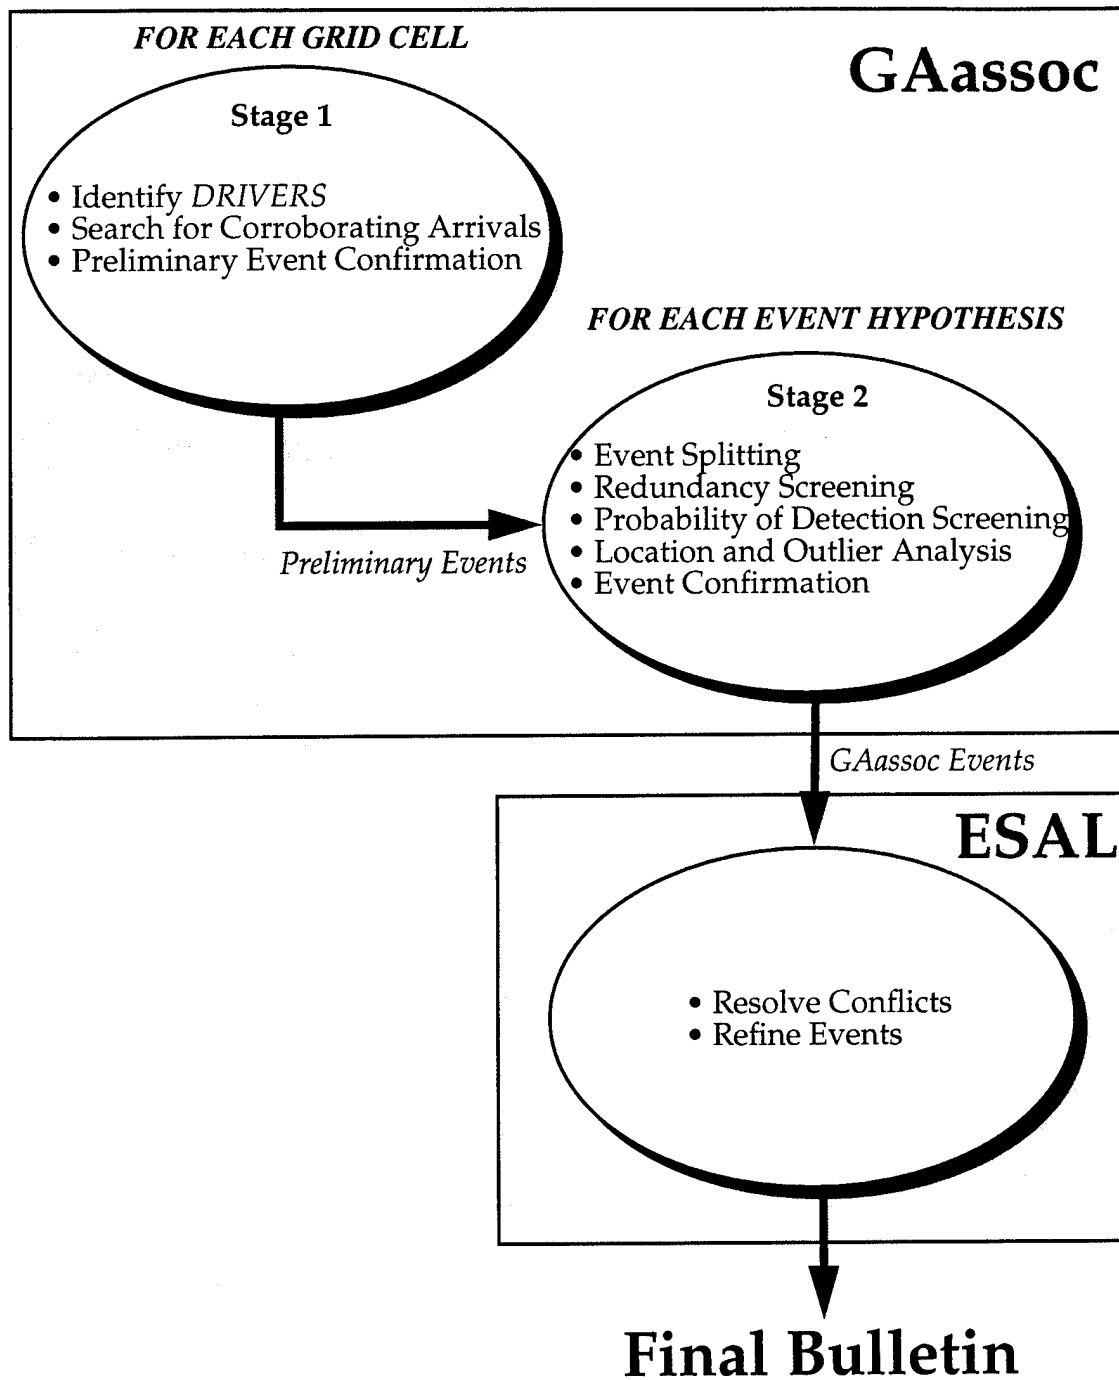 FOR EACH GRID CELL
GAassoc
Stage 1
• Identify DRIVERS
• Search for Corroborating Arrivals
• Preliminary Event Confirmation
FOR EACH EVENT HYPOTHESIS
Stage 2
• Event Splitting
• Redundancy Screening
• Probability of Detection Screening
• Location and Outlier Analysis
• Event Confirmation
Preliminary Events
GAassoc Events
ESAL
• Resolve Conflicts
• Refine Events
Final Bulletin